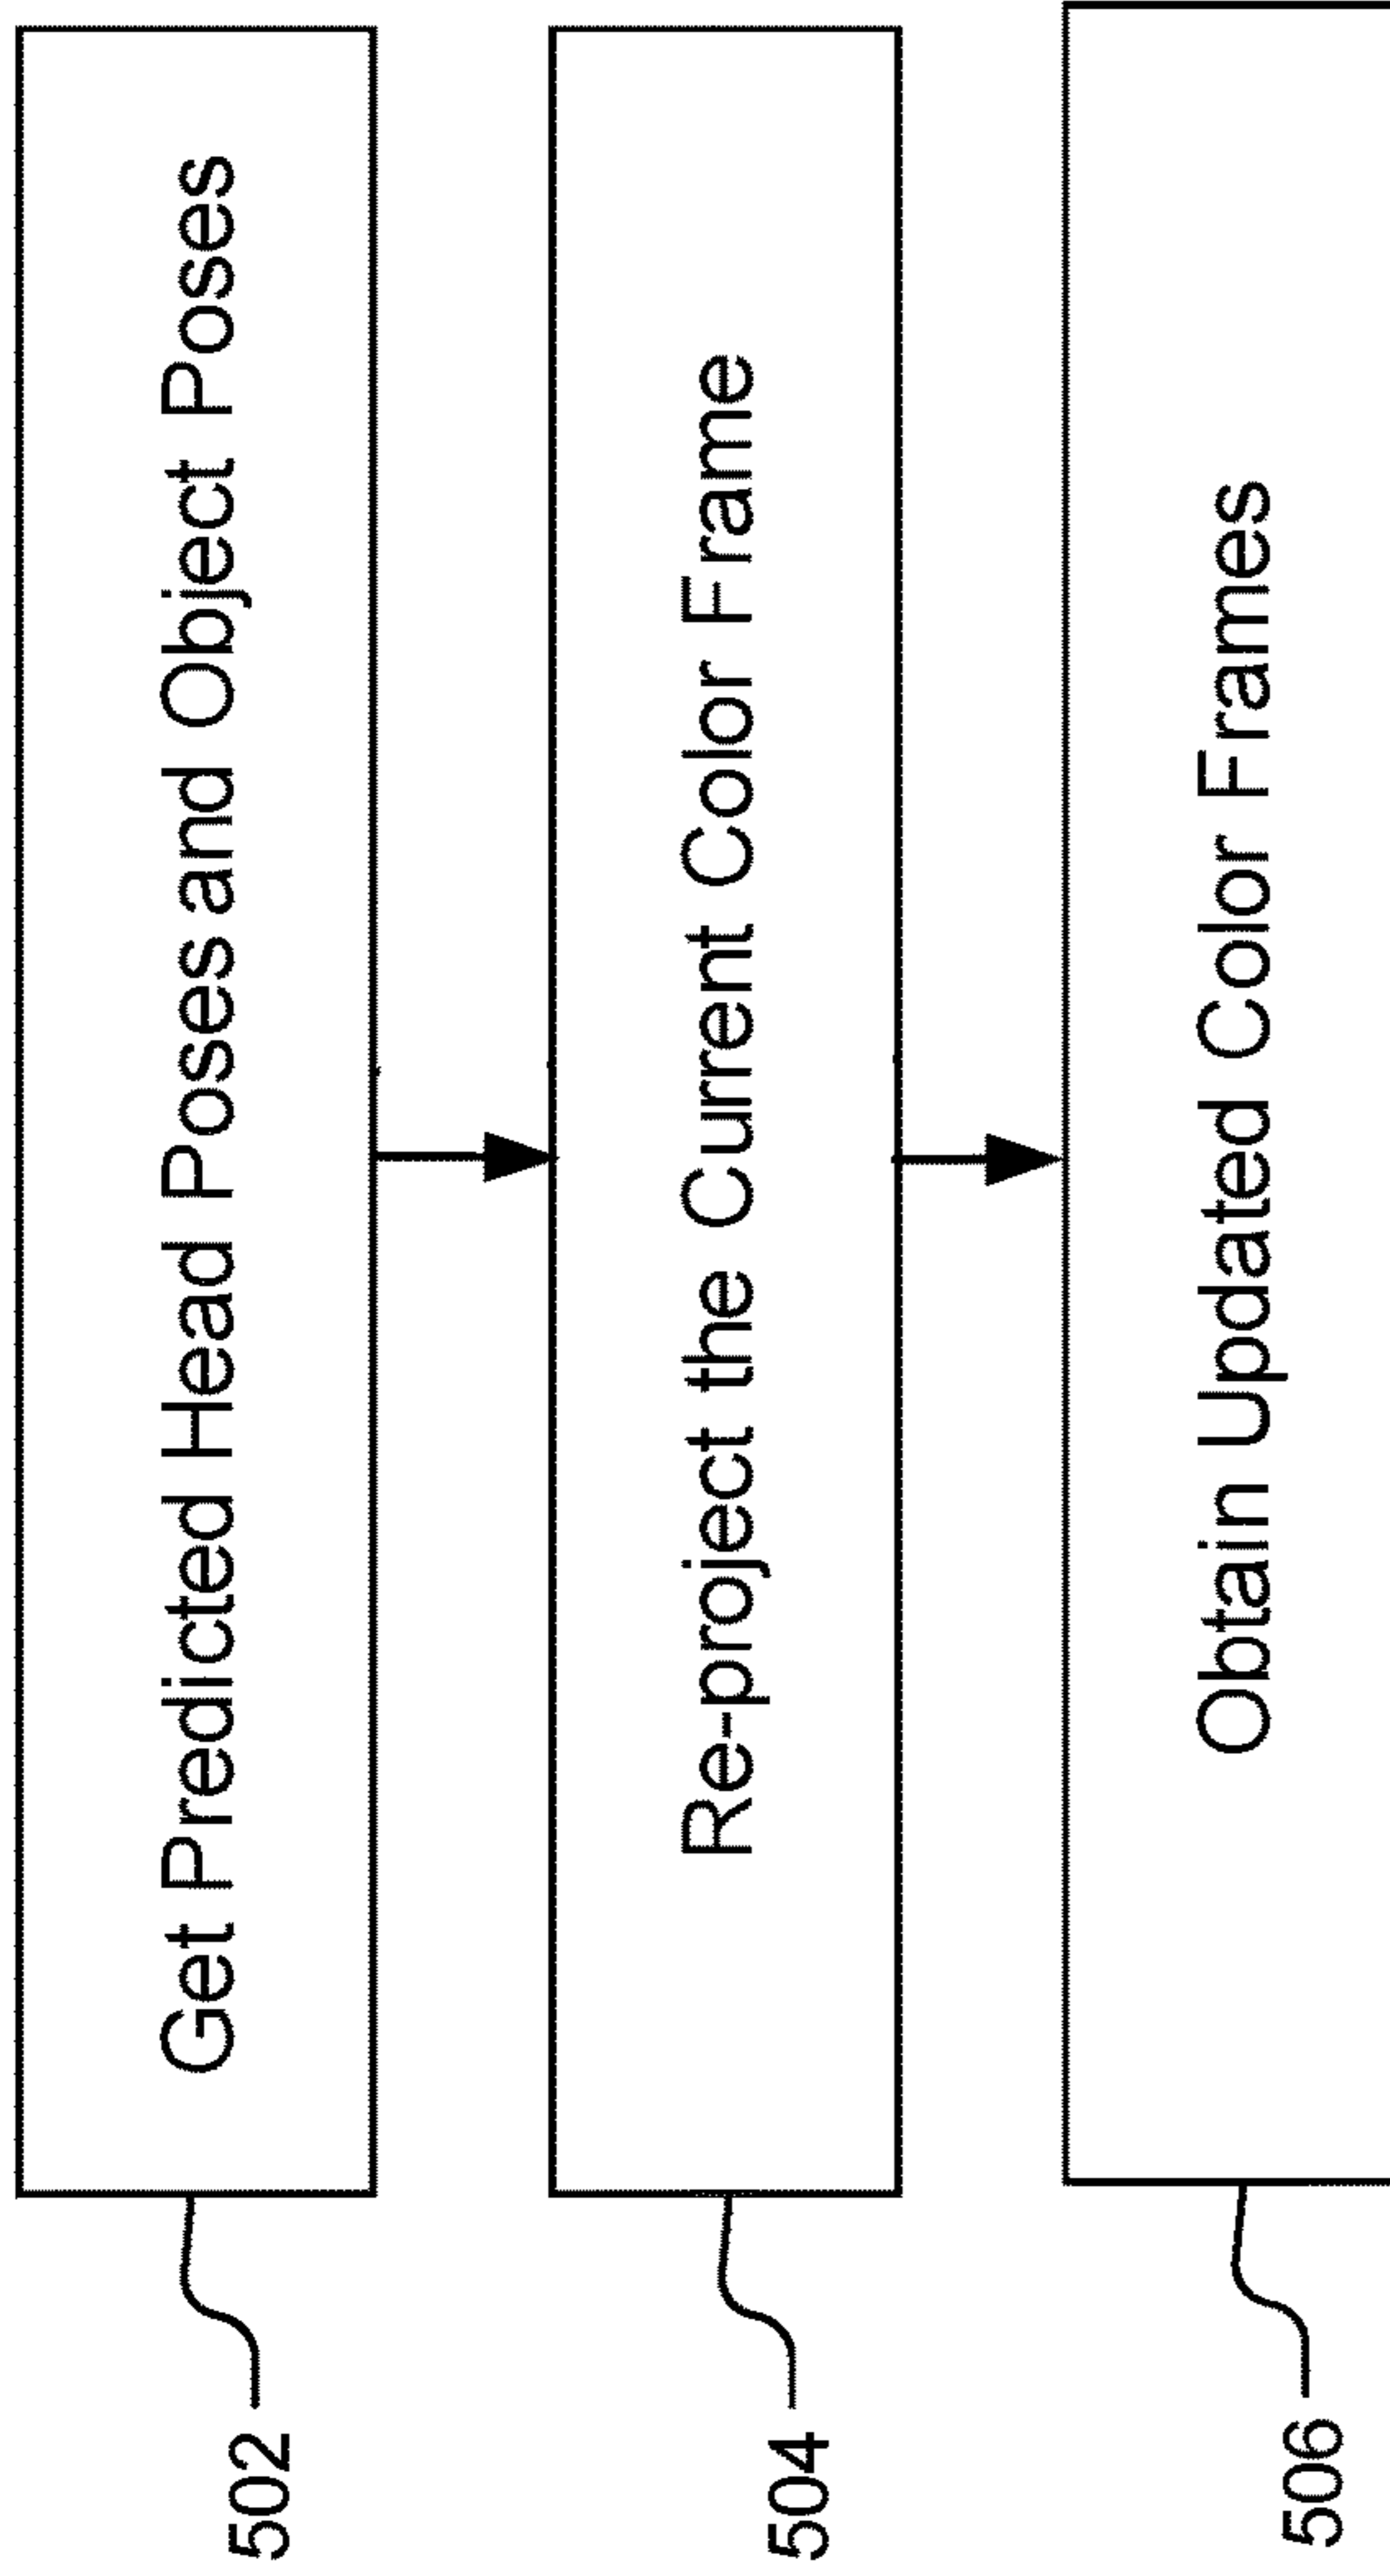 Get Predicted Head Poses and Object Poses
502
Re-project the Current Color Frame
504
Obtain Updated Color Frames
506